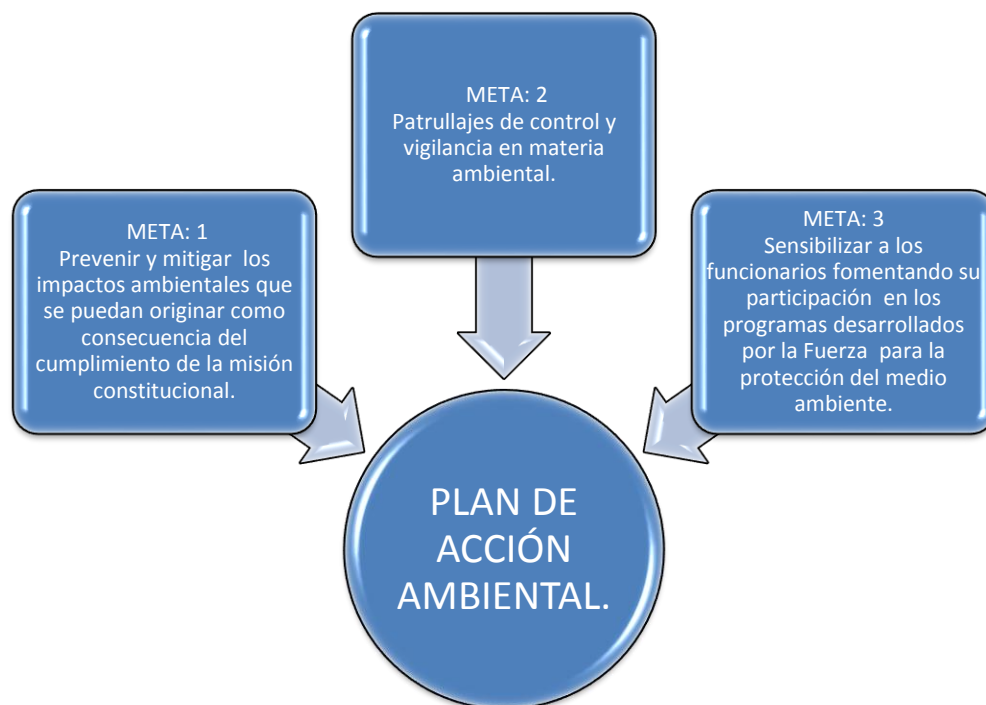 META: 1
Prevenir y mitigar los
impactos ambientales que
se puedan originar como
consecuencia del
cumplimiento de la misión
constitucional.
META: 2
Patrullajes de control y
vigilancia en materia
ambiental.
META: 3
Sensibilizar a los
funcionarios fomentando su
participación en los
programas desarrollados
por la Fuerza para la
protección del medio
ambiente.
PLAN DE
ACCIÓN
AMBIENTAL.